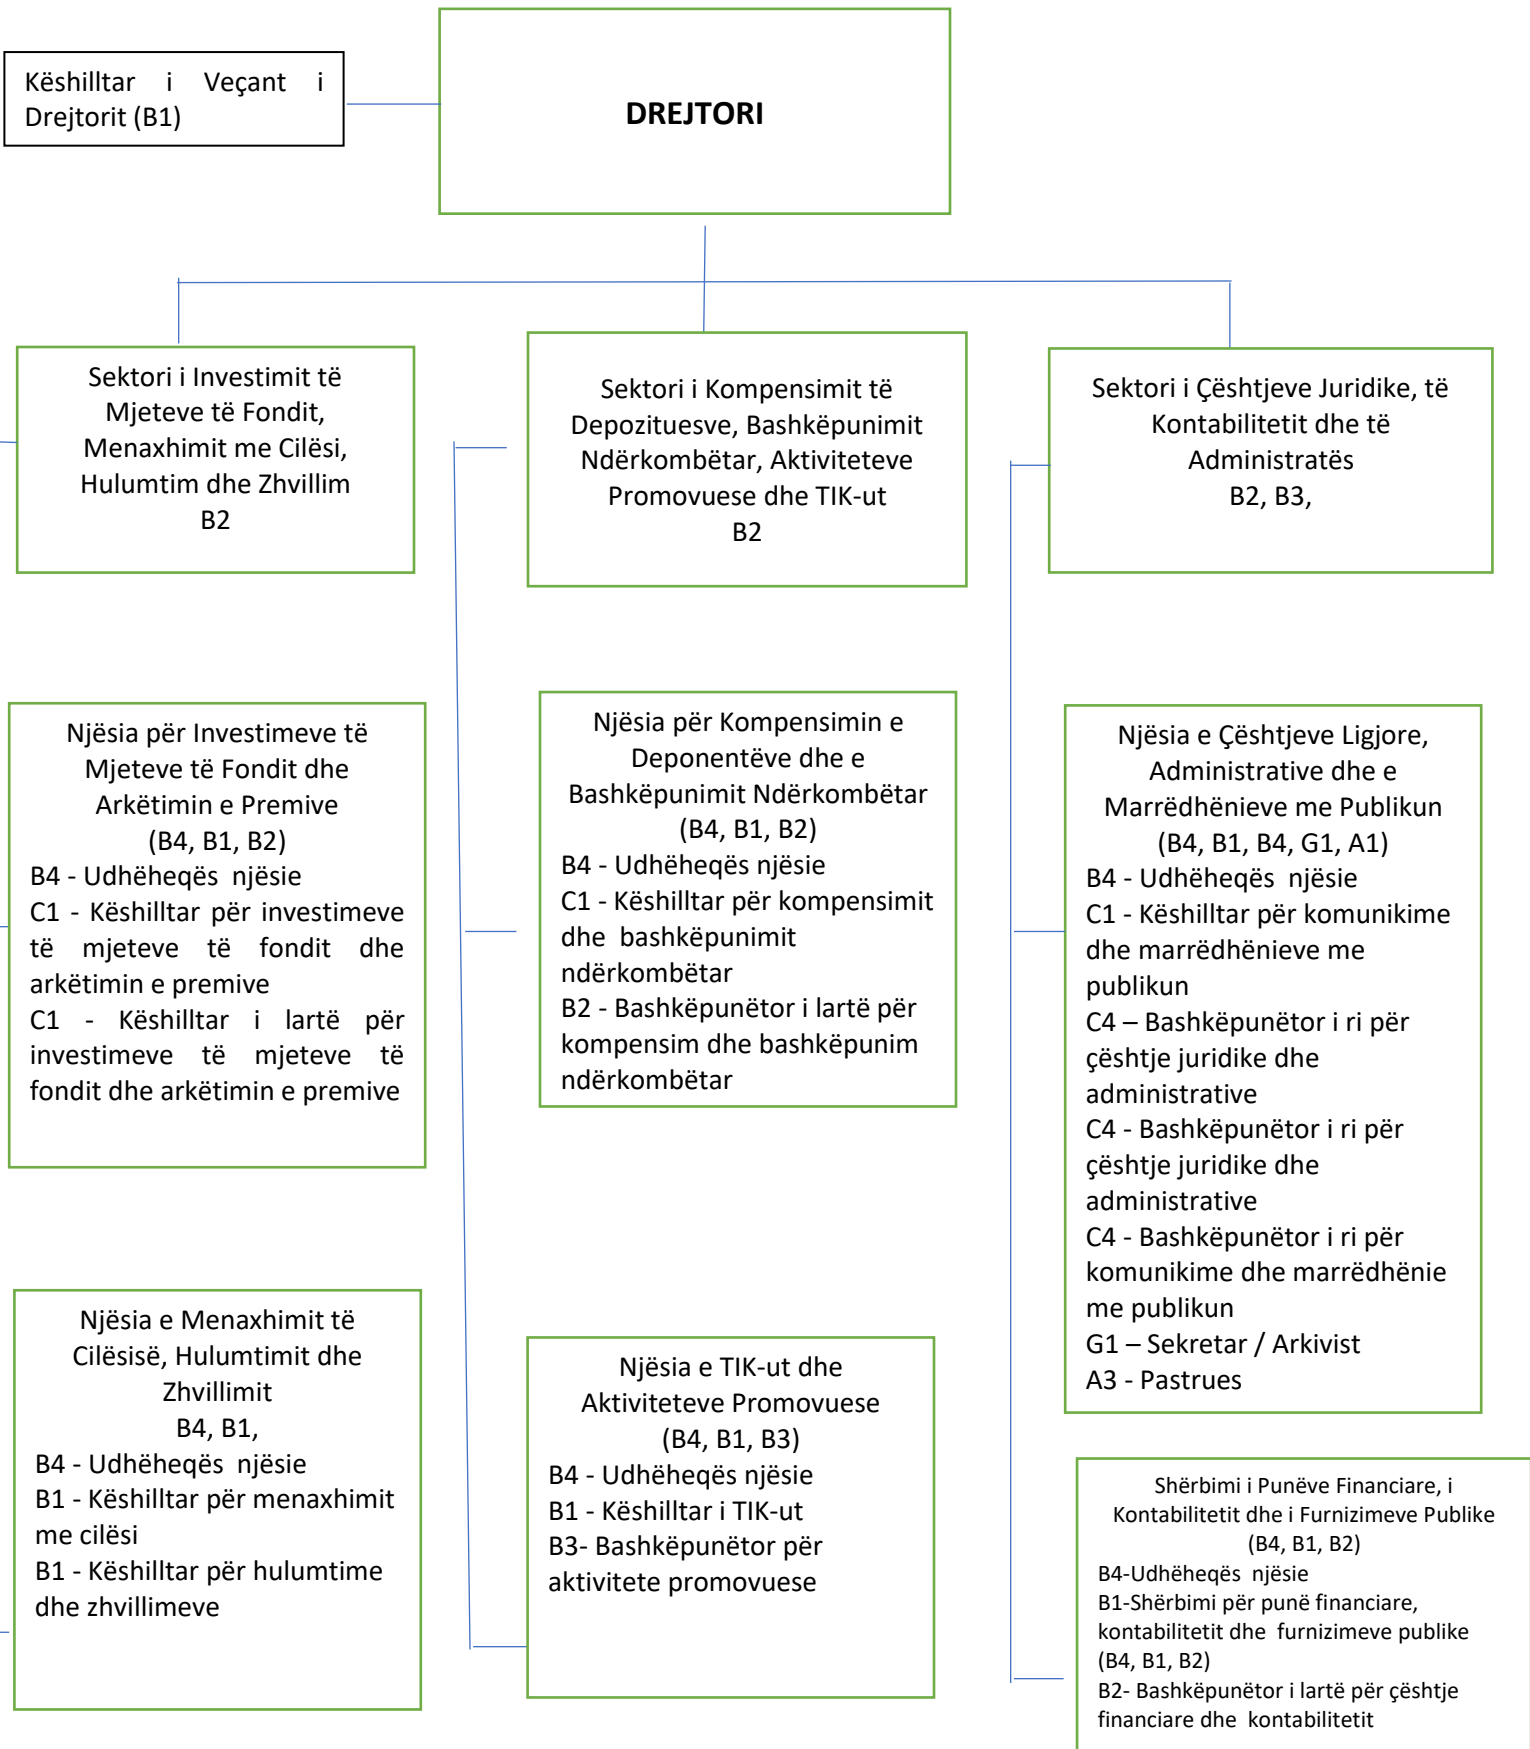 Këshilltar i Veçant i
Drejtorit (B1)
DREJTORI
Sektori i Investimit të
Mjeteve të Fondit,
Menaxhimit me Cilësi,
Hulumtim dhe Zhvillim
B2
Sektori i Kompensimit të
Depozituesve, Bashkëpunimit
Ndërkombëtar, Aktiviteteve
Promovuese dhe TIK-ut
B2
Sektori i Çështjeve Juridike, të
Kontabilitetit dhe të
Administratës
B2, B3,
Njësia për Investimeve të
Mjeteve të Fondit dhe
Arkëtimin e Premive
(B4, B1, B2)
B4 - Udhëheqës njësie
C1 - Këshilltar për investimeve
të mjeteve të fondit dhe
arkëtimin e premive
C1 - Këshilltar i lartë për
investimeve të mjeteve të
fondit dhe arkëtimin e premive
Njësia për Kompensimin e
Deponentëve dhe e
Bashkëpunimit Ndërkombëtar
(B4, B1, B2)
B4 - Udhëheqës njësie
C1 - Këshilltar për kompensimit
dhe bashkëpunimit
ndërkombëtar
B2 - Bashkëpunëtor i lartë për
kompensim dhe bashkëpunim
ndërkombëtar
Njësia e Çështjeve Ligjore,
Administrative dhe e
Marrëdhënieve me Publikun
(B4, B1, B4, G1, A1)
B4 - Udhëheqës njësie
C1 - Këshilltar për komunikime
dhe marrëdhënieve me
publikun
C4 – Bashkëpunëtor i ri për
çështje juridike dhe
administrative
C4 - Bashkëpunëtor i ri për
çështje juridike dhe
administrative
C4 - Bashkëpunëtor i ri për
komunikime dhe marrëdhënie
me publikun
G1 – Sekretar / Arkivist
A3 - Pastrues
Njësia e Menaxhimit të
Cilësisë, Hulumtimit dhe
Zhvillimit
B4, B1,
B4 - Udhëheqës njësie
B1 - Këshilltar për menaxhimit
me cilësi
B1 - Këshilltar për hulumtime
dhe zhvillimeve
Njësia e TIK-ut dhe
Aktiviteteve Promovuese
(B4, B1, B3)
B4 - Udhëheqës njësie
B1 - Këshilltar i TIK-ut
B3- Bashkëpunëtor për
aktivitete promovuese
Shërbimi i Punëve Financiare, i
Kontabilitetit dhe i Furnizimeve Publike
(B4, B1, B2)
B4-Udhëheqës njësie
B1-Shërbimi për punë financiare,
kontabilitetit dhe furnizimeve publike
(B4, B1, B2)
B2- Bashkëpunëtor i lartë për çështje
financiare dhe kontabilitetit